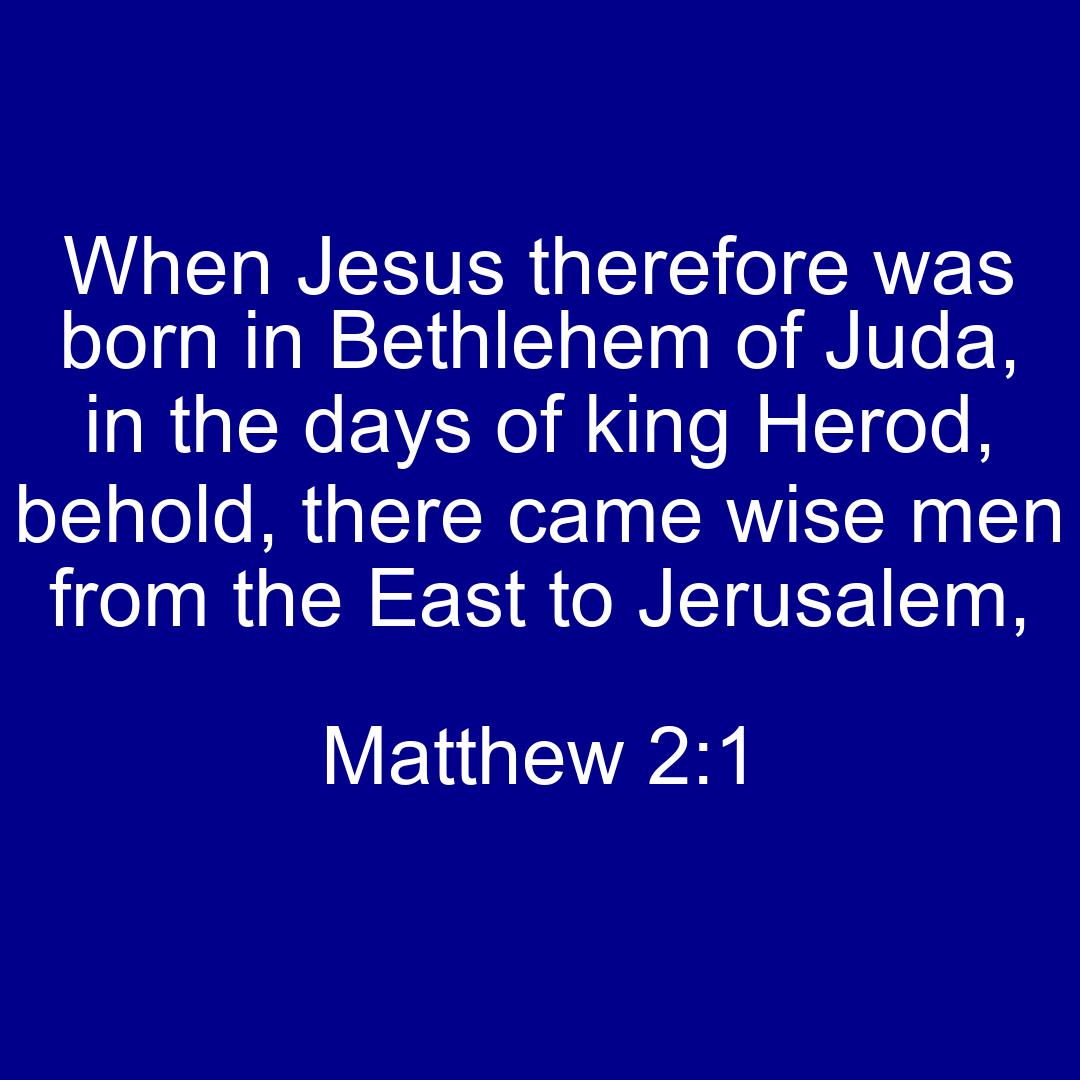 When Jesus therefore was
born in Bethlehem of Juda,
in the days of king Herod,
behold, there came wise men
from the East to Jerusalem,
Matthew 2:1